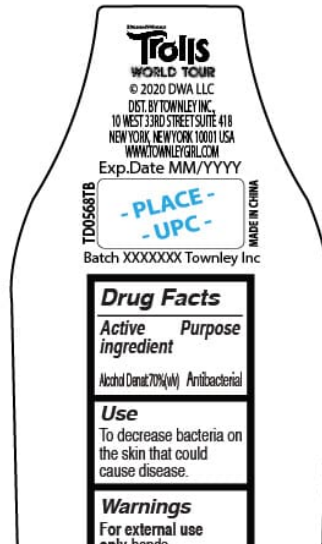 DREAMWORKS
Trolls
WORLD TOUR
© 2020 DWA LLC
DIST. BY TOWNLEY INC.,
10 WEST 33RD STREET SUITE 418
NEW YORK, NEW YORK 10001 USA
WWW.TOWNLEYGIRL.COM
Exp.Date MM/YYYY
TD0568TB
- PLACE -
- UPC -
MADE IN CHINA
Batch XXXXXXX Townley Inc
Drug Facts
Active Purpose
ingredient
Alcohol Denat 70%(v/v) Antibacterial
Use
To decrease bacteria on
the skin that could
cause disease.
Warnings
For external use
only-hands